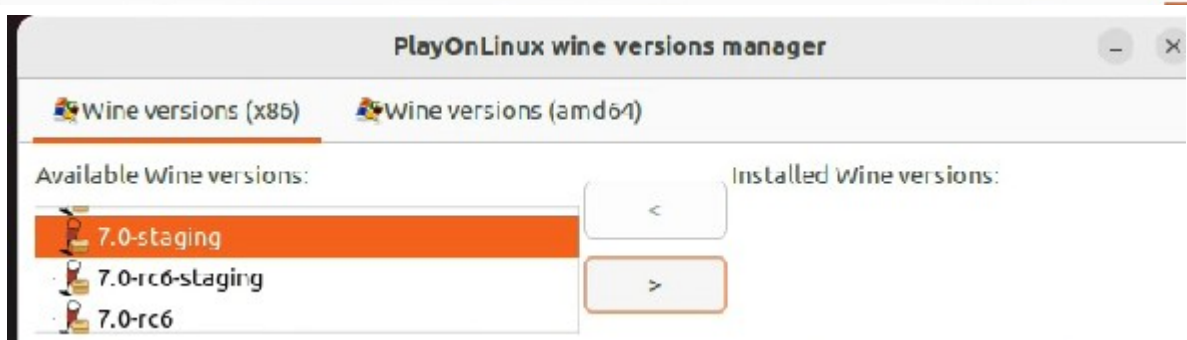 PlayOnLinux wine versions manager
Wine versions (x86) Wine versions (amd64)
Available Wine versions: Installed Wine versions:
<
7.0-staging
7.0-rc6-staging
>
7.0-rc6